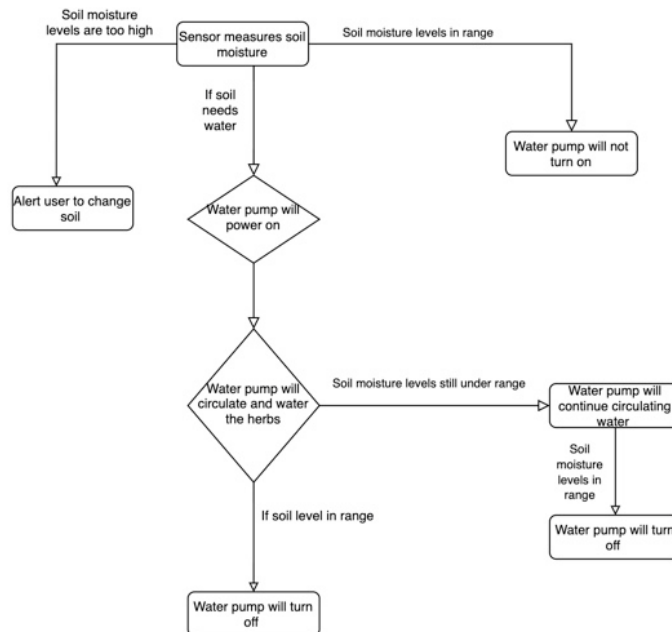 Soil moisture
levels are too high
Sensor measures soil
moisture
Soil moisture levels in range
If soil
needs
water
Water pump will not
turn on
Alert user to change
soil
Water pump will
power on
Water pump will
circulate and water
the herbs
Soil moisture levels still under range
Water pump will
continue circulating
water
Soil
moisture
levels in
range
If soil level in range
Water pump will turn
off
Water pump will turn
off